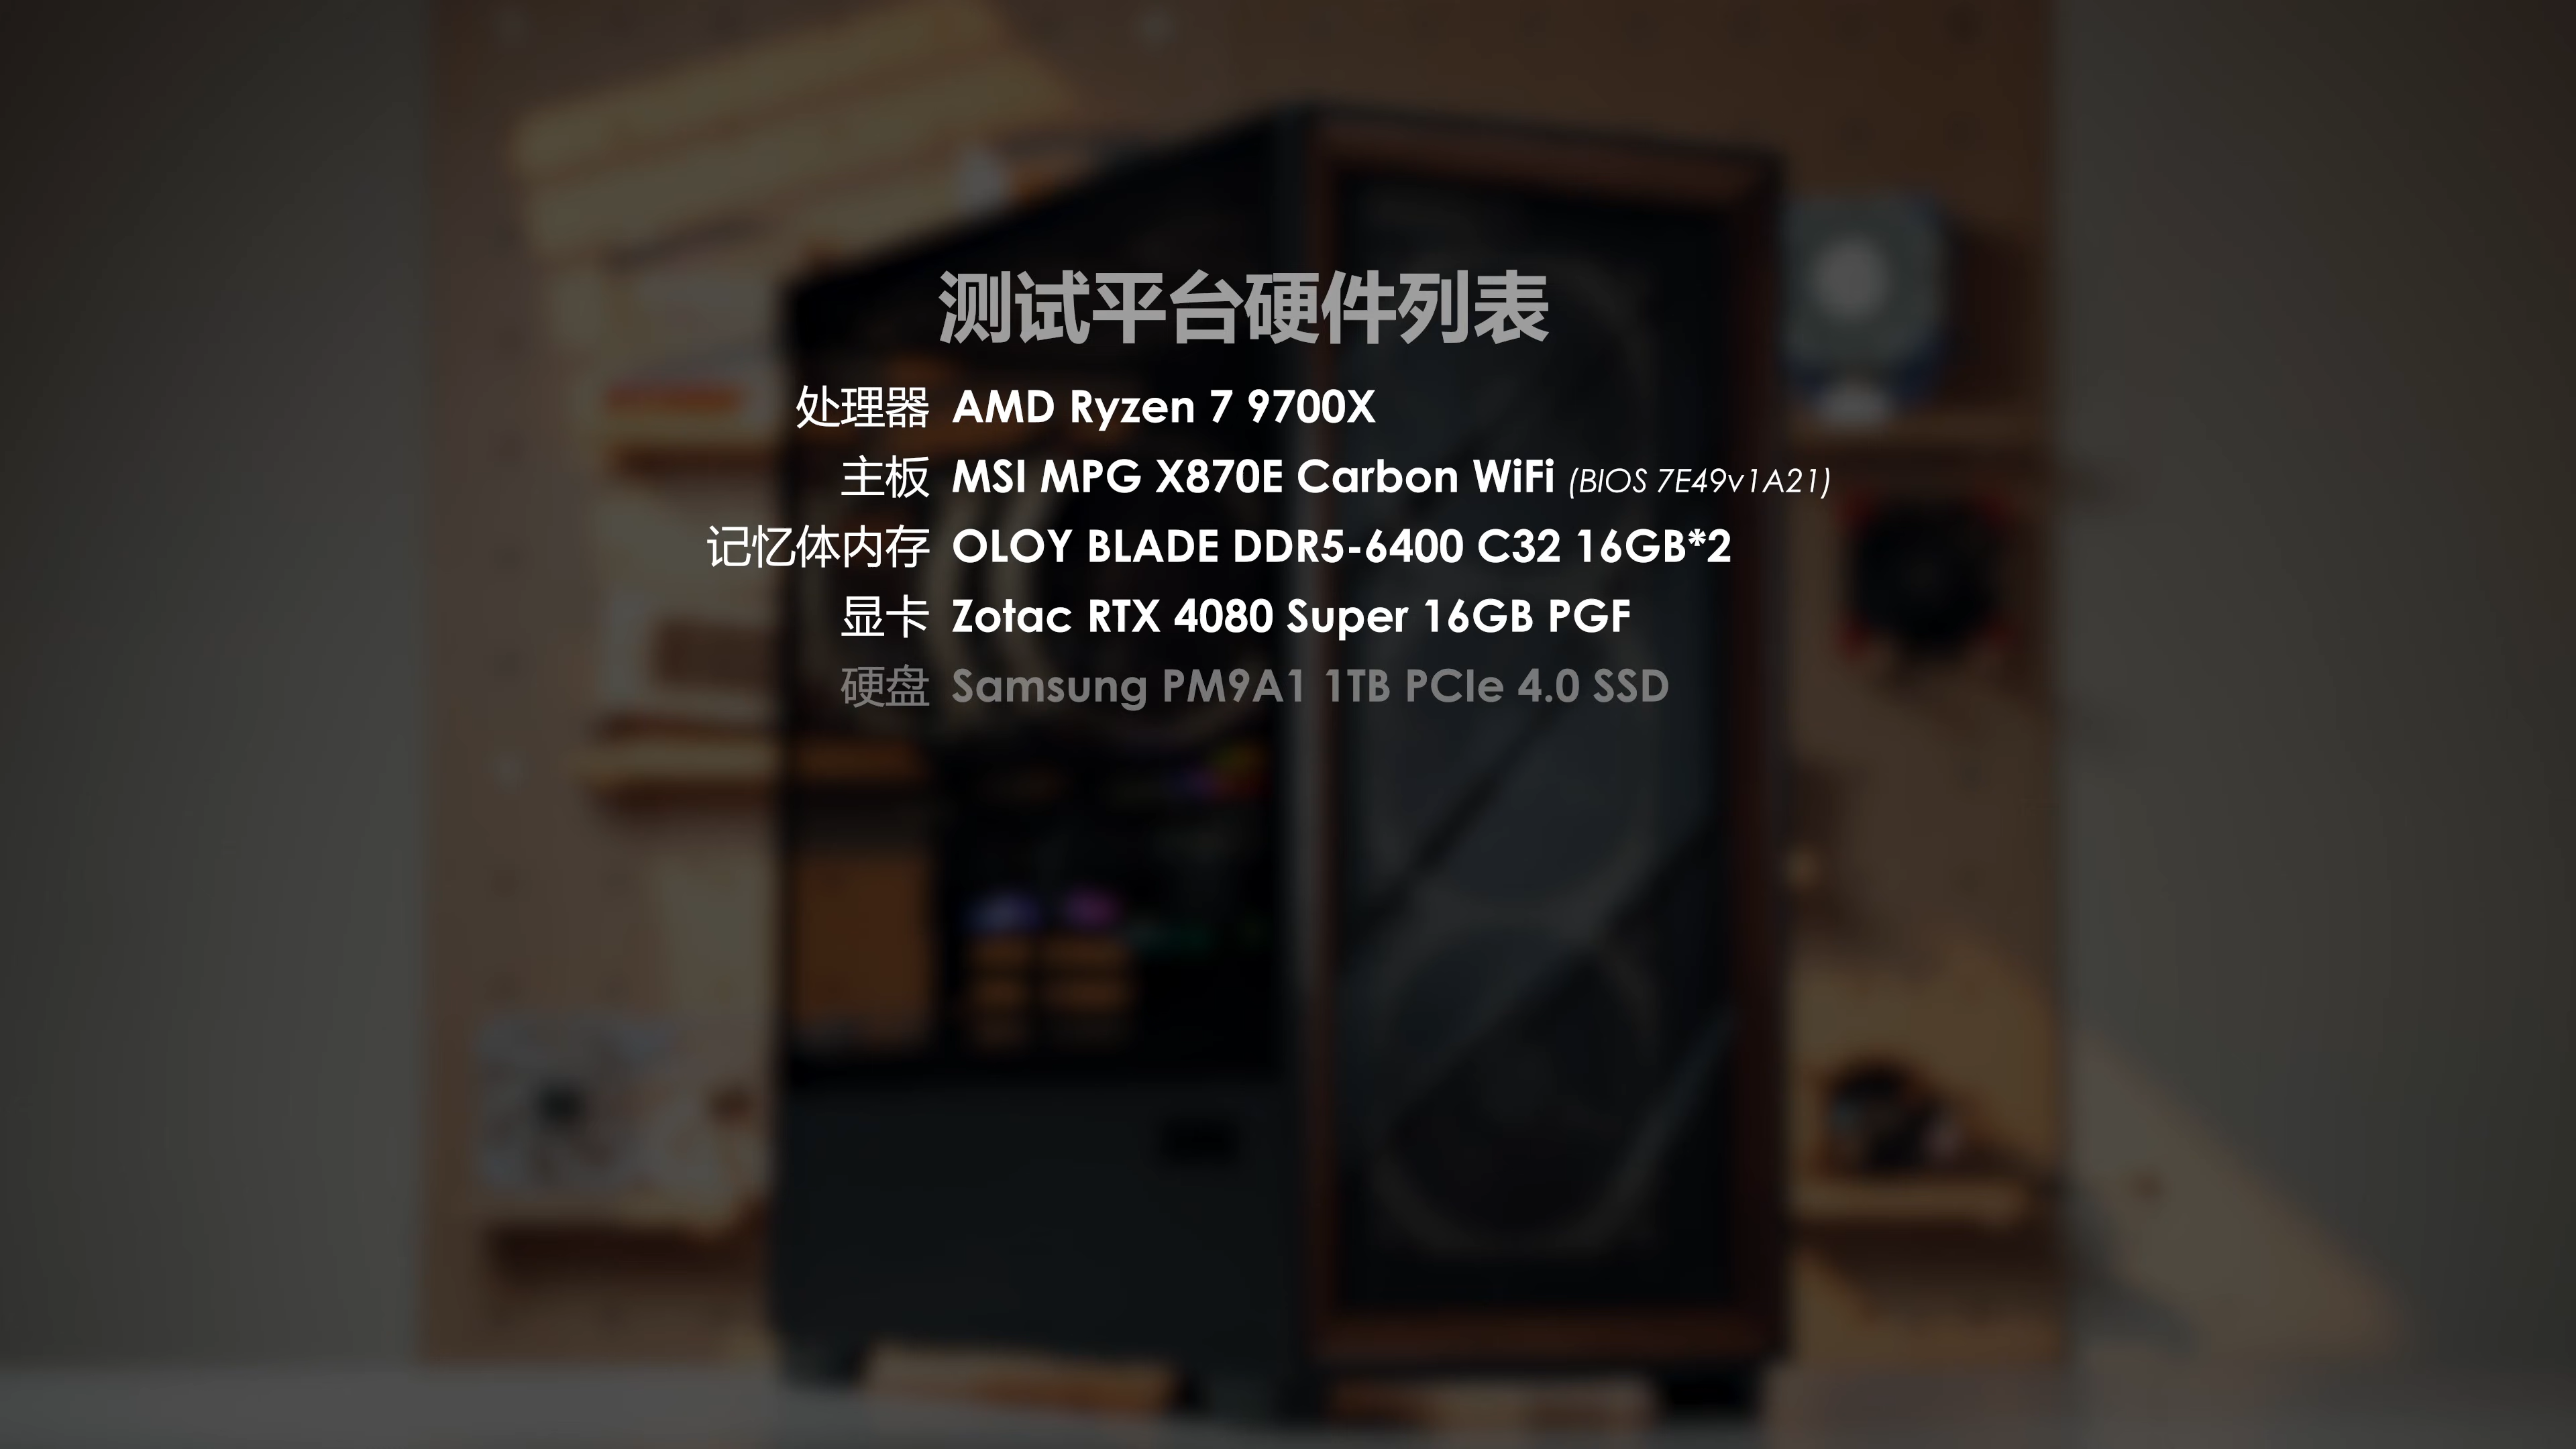 测试平台硬件列表
处理器 AMD Ryzen 7 9700X
主板 MSI MPG X870E Carbon WiFi (BIOS 7E49v1A21)
记忆体内存 OLOY BLADE DDR5-6400 C32 16GB*2
显卡 Zotac RTX 4080 Super 16GB PGF
硬盘 Samsung PM9A1 1TB PCIe 4.0 SSD